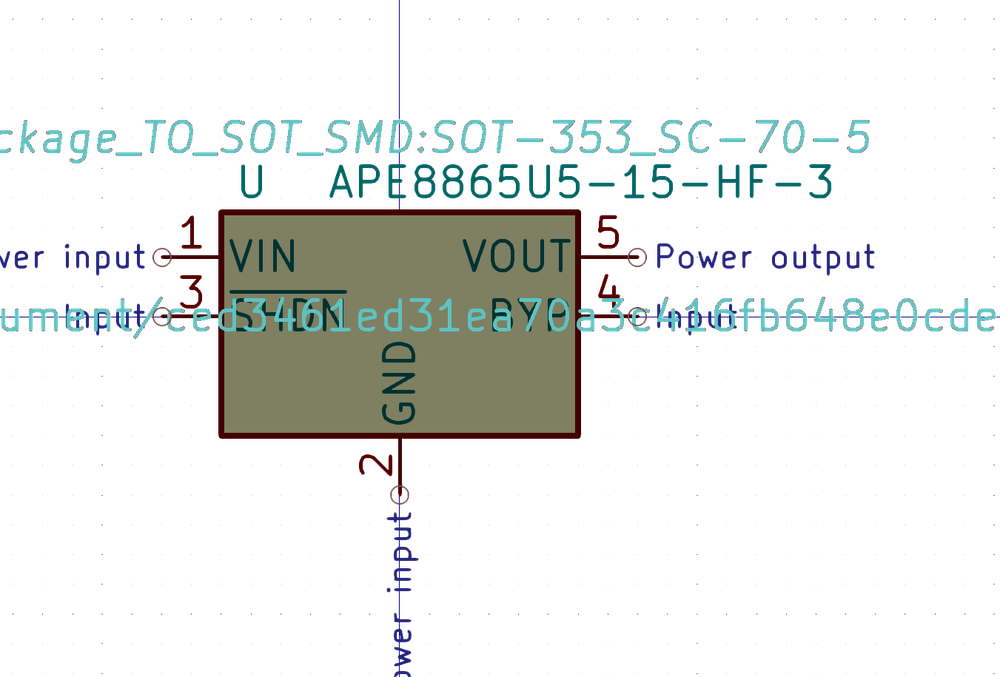 ckage_TO_SOT_SMD:SOT-353_SC-70-5
U APE8865U5-15-HF-3
wer input 1 VIN VOUT 5 Power output
Input 3 SHDN BYP 4 Input
ument/ced3461ed31ea70a3c416fb648e0cde
GND
2
ower input